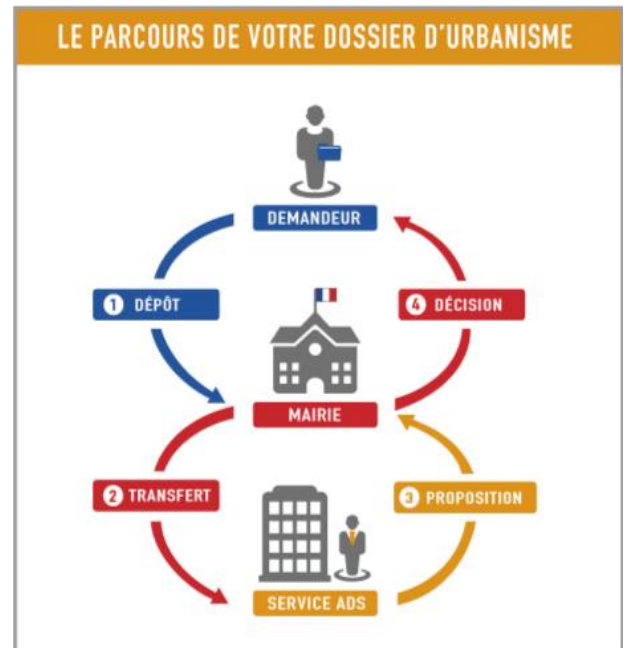 LE PARCOURS DE VOTRE DOSSIER D'URBANISME
DEMANDEUR
1 DÉPÔT
4 DÉCISION
MAIRIE
2 TRANSFERT
3 PROPOSITION
SERVICE ADS